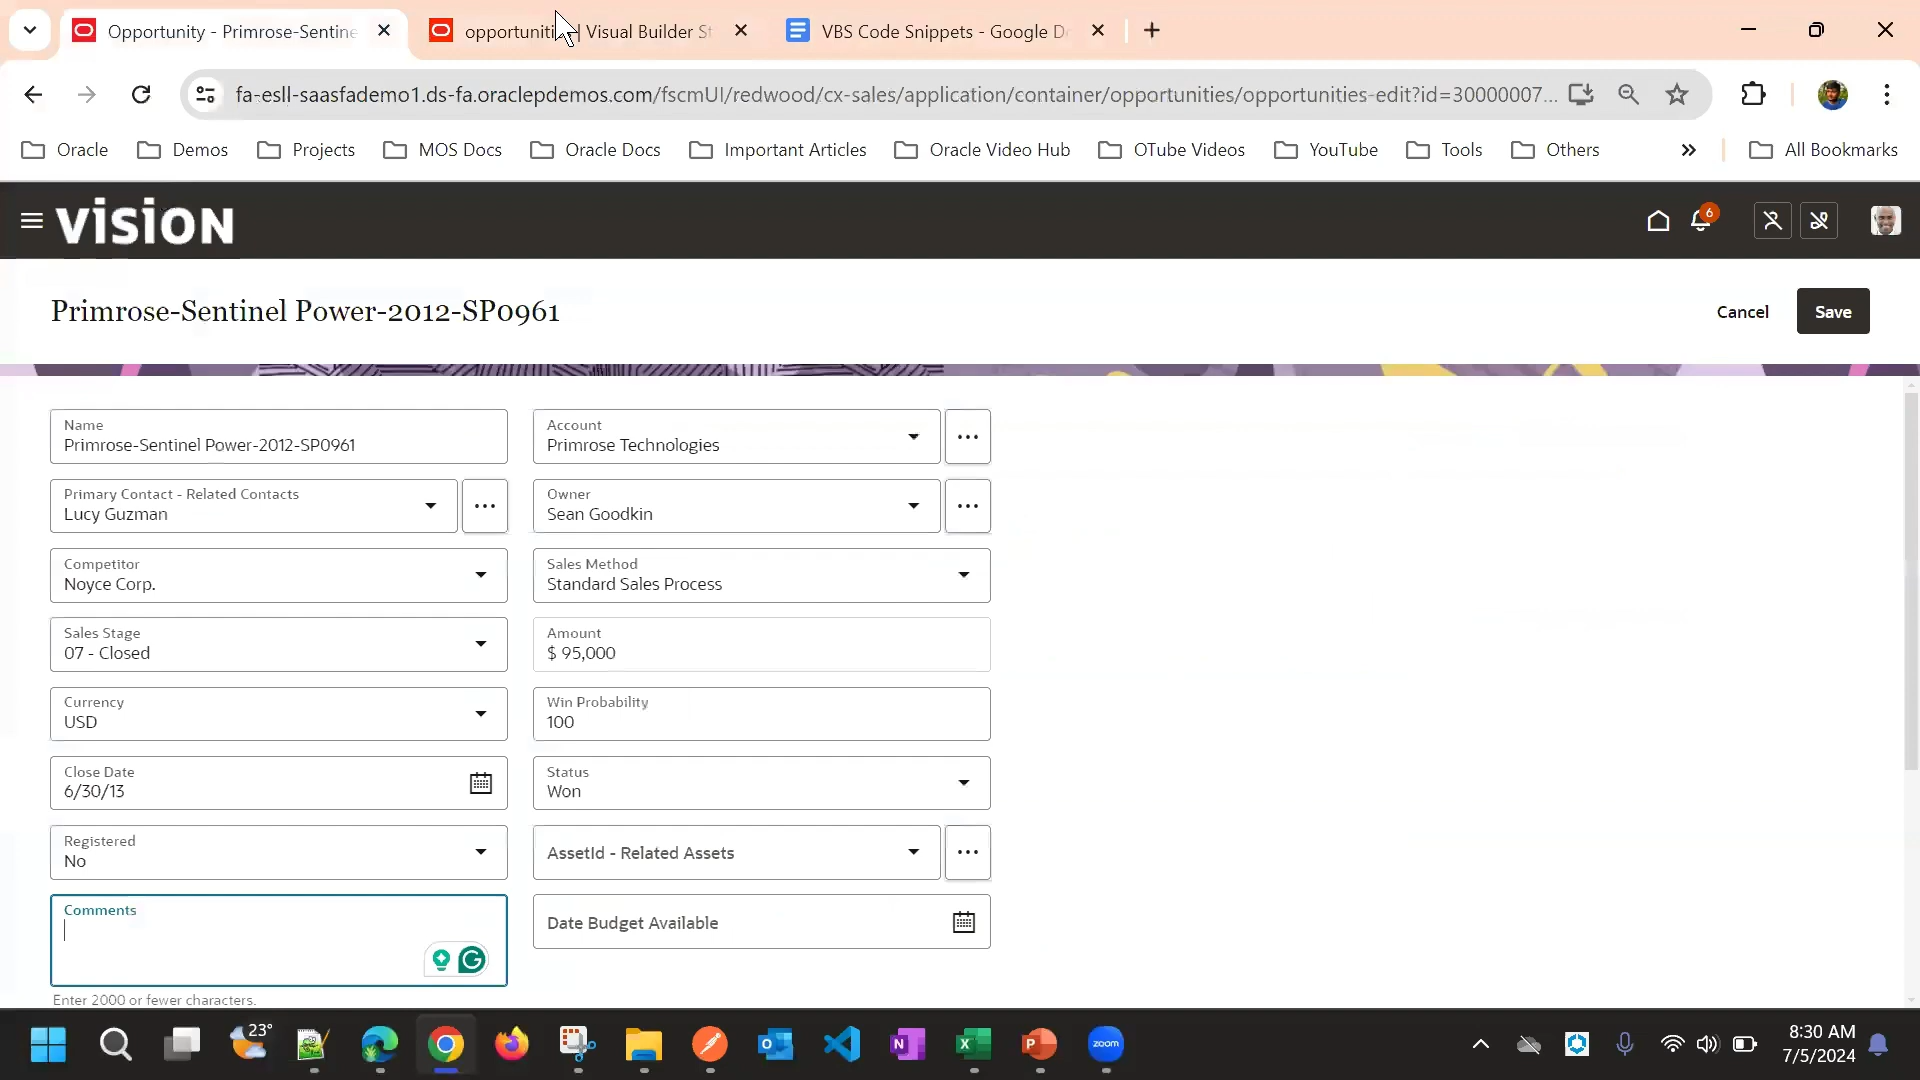 Opportunity - Primrose-Sentine
opportuniti | Visual Builder St
VBS Code Snippets - Google Do
fa-esll-saasfademo1.ds-fa.oraclepdemos.com/fscmUI/redwood/cx-sales/application/container/opportunities/opportunities-edit?id=30000007...
Oracle
Demos
Projects
MOS Docs
Oracle Docs
Important Articles
Oracle Video Hub
OTube Videos
YouTube
Tools
Others
All Bookmarks
VISION
6
Primrose-Sentinel Power-2012-SP0961
Cancel
Save
Name
Primrose-Sentinel Power-2012-SP0961
Account
Primrose Technologies
Primary Contact - Related Contacts
Lucy Guzman
Owner
Sean Goodkin
Competitor
Noyce Corp.
Sales Method
Standard Sales Process
Sales Stage
07 - Closed
Amount
$ 95,000
Currency
USD
Win Probability
100
Close Date
6/30/13
Status
Won
Registered
No
AssetId - Related Assets
Comments
Date Budget Available
Enter 2000 or fewer characters.
23°
zoom
8:30 AM
7/5/2024